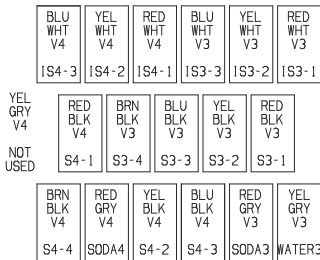 BLU YEL RED BLU YEL RED
WHT WHT WHT WHT WHT WHT
V4 V4 V4 V3 V3 V3
IS4-3 IS4-2 IS4-1 IS3-3 IS3-2 IS3-1
YEL
GRY
V4
NOT
USED
RED BRN BLU YEL RED
BLK BLK BLK BLK BLK
V4 V3 V3 V3 V3
S4-1 S3-4 S3-3 S3-2 S3-1
BRN RED YEL BLU RED YEL
BLK GRY BLK BLK GRY GRY
V4 V4 V4 V4 V3 V3
S4-4 SODA4 S4-2 S4-3 SODA3 WATER3